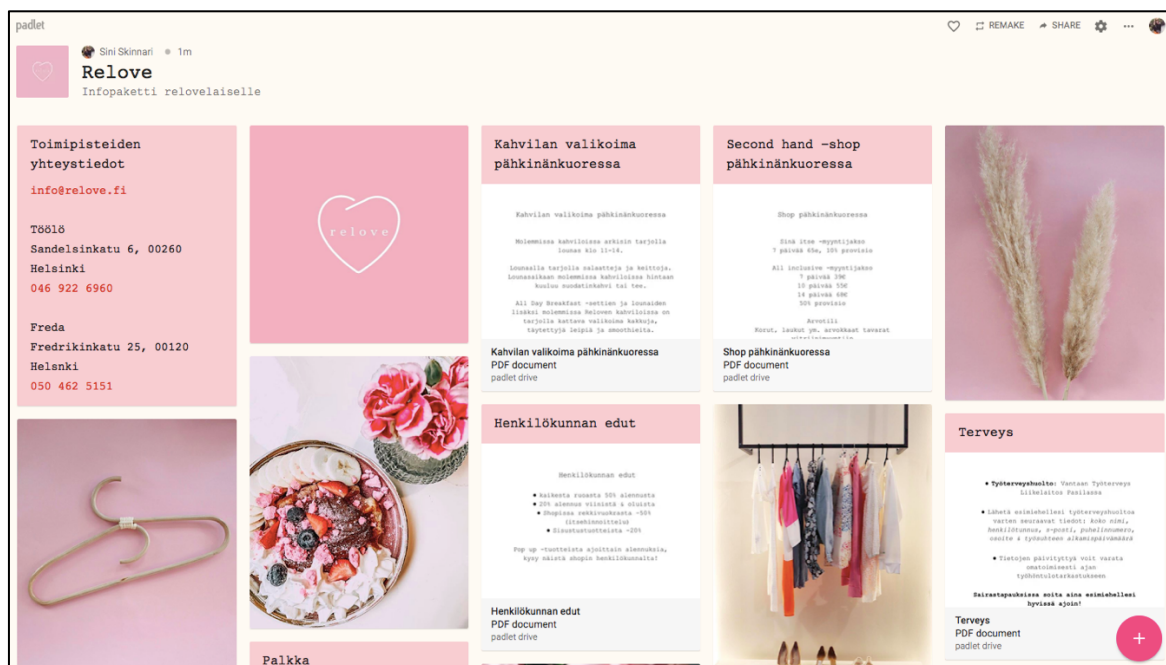 padlet
REMAKE
SHARE
Sini Skinnari
1m
Relove
Infopaketti relovelaiselle
Toimipisteiden
yhteystiedot
info@relove.fi
Töölö
Sandelsinkatu 6, 00260
Helsinki
046 922 6960
Freda
Fredrikinkatu 25, 00120
Helsnki
050 462 5151
relove
Palkka
Kahvilan valikoima
pähkinänkuoressa
Kahvilan valikoima pähkinänkuoressa
Molemmissa kahviloissa arkisin tarjolla
lounas klo 11-14.
Lounaalla tarjolla salaatteja ja keittoja.
Lounasaikaan molemmissa kahviloissa hintaan
kuuluu suodatinkahvi tai tee.
All Day Breakfast -settien ja lounaiden
lisäksi molemmissa Reloven kahviloissa on
tarjolla kattava valikoima kakkuja,
täytettyjä leipiä ja smoothieita.
Kahvilan valikoima pähkinänkuoressa
PDF document
padlet drive
Henkilökunnan edut
Henkilökunnan edut
● Kaikesta ruoasta 50% alennusta
● 20% alennus viinistä & oluista
● Shopissa rekkivuokrasta -50%
(itsehinnoittelu
● Sisustustuotteista -20%
Pop up -tuotteista ajoittain alennuksia,
kysy näistä shopin henkilökunnalta!
Henkilökunnan edut
PDF document
padlet drive
Second hand -shop
pähkinänkuoressa
Shop pähkinänkuoressa
Sinä itse -myyntijakso
7 päivää 45e, 10% provisio
All inclusive -myyntijakso
7 päivää 39€
10 päivää 55€
14 päivää 68€
50% provisio
Arvotili
Korut, laukut ym. arvokkaat tavarat
Shop pähkinänkuoressa
PDF document
padlet drive
Terveys
● Työterveyshuolto: Vantaan Työterveys
Liikelaitos Pasilassa
● Lähetä esimiehellesi työterveyshuoltoa
varten seuraavat tiedot: koko nimi,
henkilötunnus, s-posti, puhelinnumero,
osoite & työsuhteen alkamispäivämäärä
● Tietojen päivityttyä voit varata
omatoimisesti ajan
työhöntulotarkastukseen
Sairastapauksissa soita aina esimiehellesi
hyvissä ajoin!
Terveys
PDF document
padlet drive